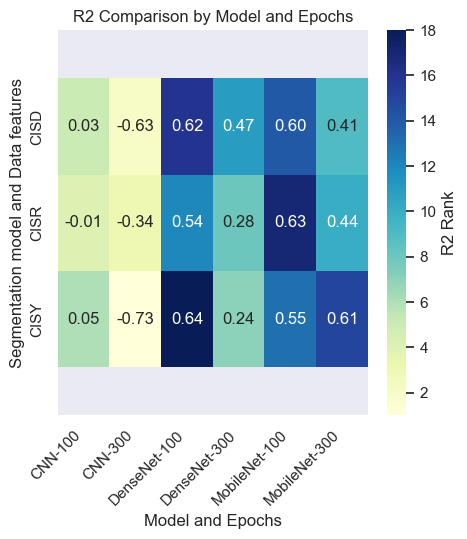 R2 Comparison by Model and Epochs
Segmentation model and Data features
CISD
0.03 -0.63 0.62 0.47 0.60 0.41
CISR
-0.01 -0.34 0.54 0.28 0.63 0.44
CISY
0.05 -0.73 0.64 0.24 0.55 0.61
CNN-100
CNN-300
DenseNet-100
DenseNet-300
MobileNet-100
MobileNet-300
Model and Epochs
18
16
14
12
10
8
6
4
2
R2 Rank